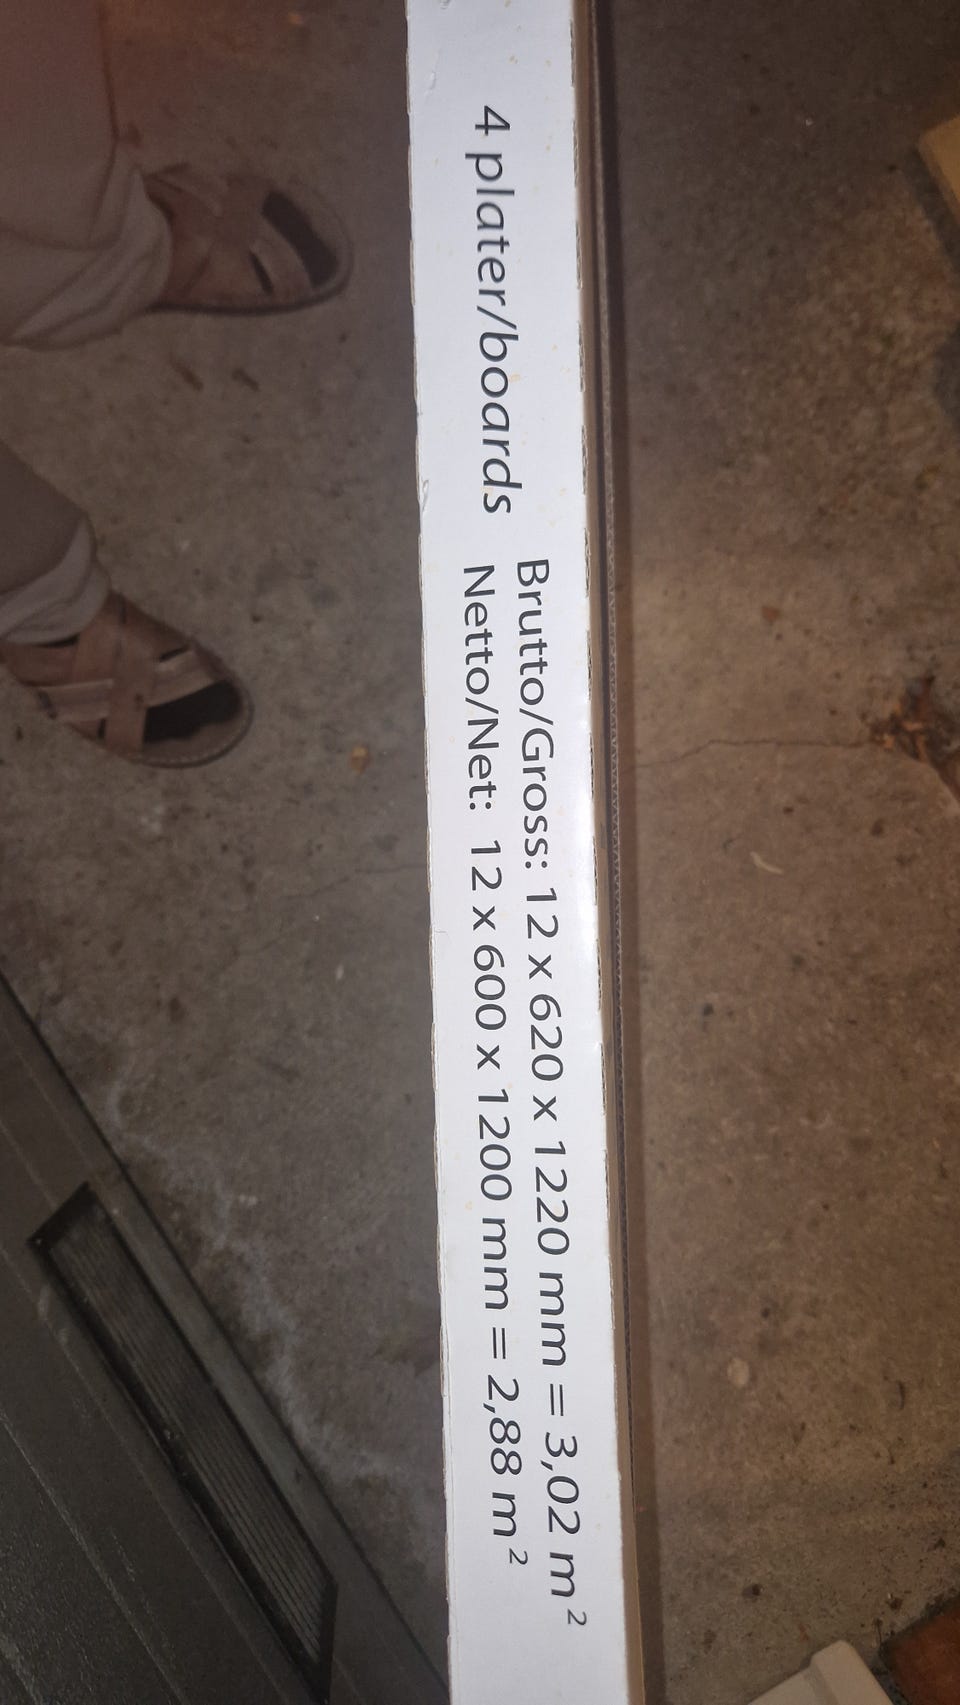 4 plater/boards
Brutto/Gross: 12 x 620 x 1220 mm = 3,02 m²
Netto/Net: 12 x 600 x 1200 mm = 2,88 m²